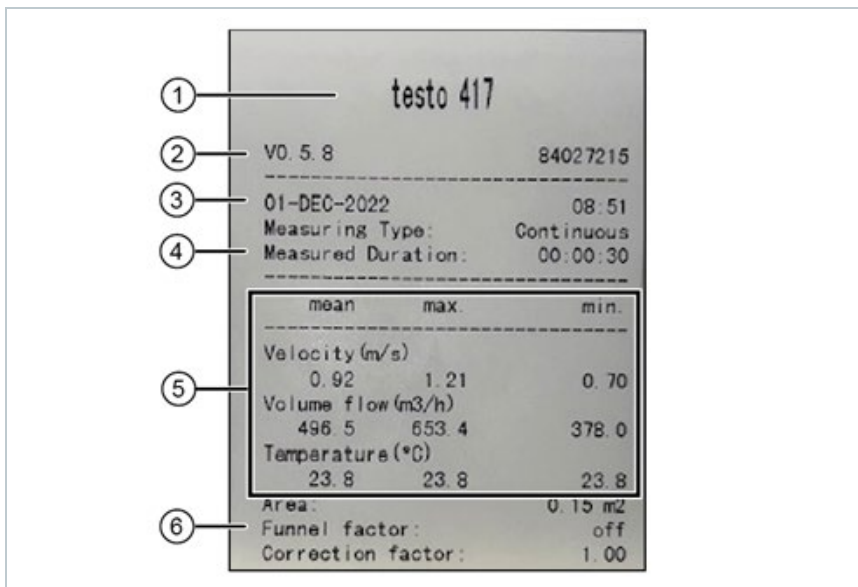 1 testo 417
2 V0.5.8 84027215
3 01-DEC-2022 08:51
Measuring Type: Continuous
4 Measured Duration: 00:00:30
mean max. min.
Velocity(m/s)
0.92 1.21 0.70
5 Volume flow(m3/h)
496.5 653.4 378.0
Temperature(°C)
23.8 23.8 23.8
Area: 0.15 m2
6 Funnel factor: off
Correction factor: 1.00